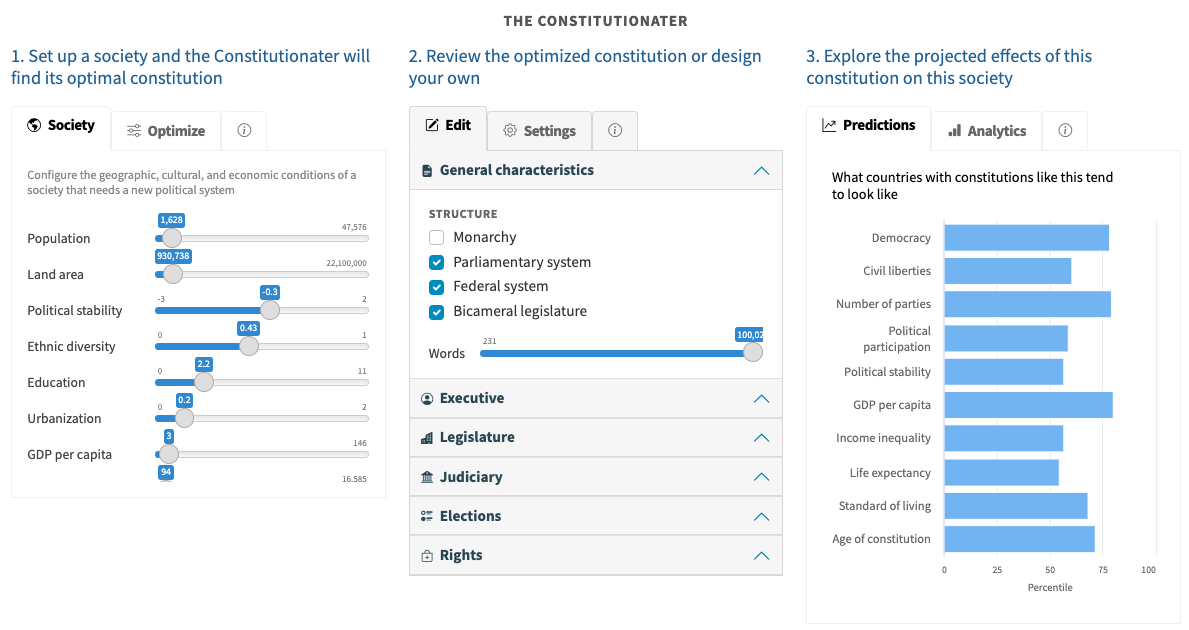 THE CONSTITUTIONATER
1. Set up a society and the Constitutionater will
find its optimal constitution
Society
Optimize
Configure the geographic, cultural, and economic conditions of a
society that needs a new political system
1,628
47,576
Population
930,738
22,100,000
Land area
-3
-0.3
2
Political stability
0
0.43
1
Ethnic diversity
0
2.2
11
Education
0
0.2
2
Urbanization
3
146
GDP per capita
94
16.585
2. Review the optimized constitution or design
your own
Edit
Settings
General characteristics
STRUCTURE
Monarchy
Parliamentary system
Federal system
Bicameral legislature
231
100,02
Words
Executive
Legislature
Judiciary
Elections
Rights
3. Explore the projected effects of this
constitution on this society
Predictions
Analytics
What countries with constitutions like this tend
to look like
Democracy
Civil liberties
Number of parties
Political
participation
Political stability
GDP per capita
Income inequality
Life expectancy
Standard of living
Age of constitution
0 25 50 75 100
Percentile